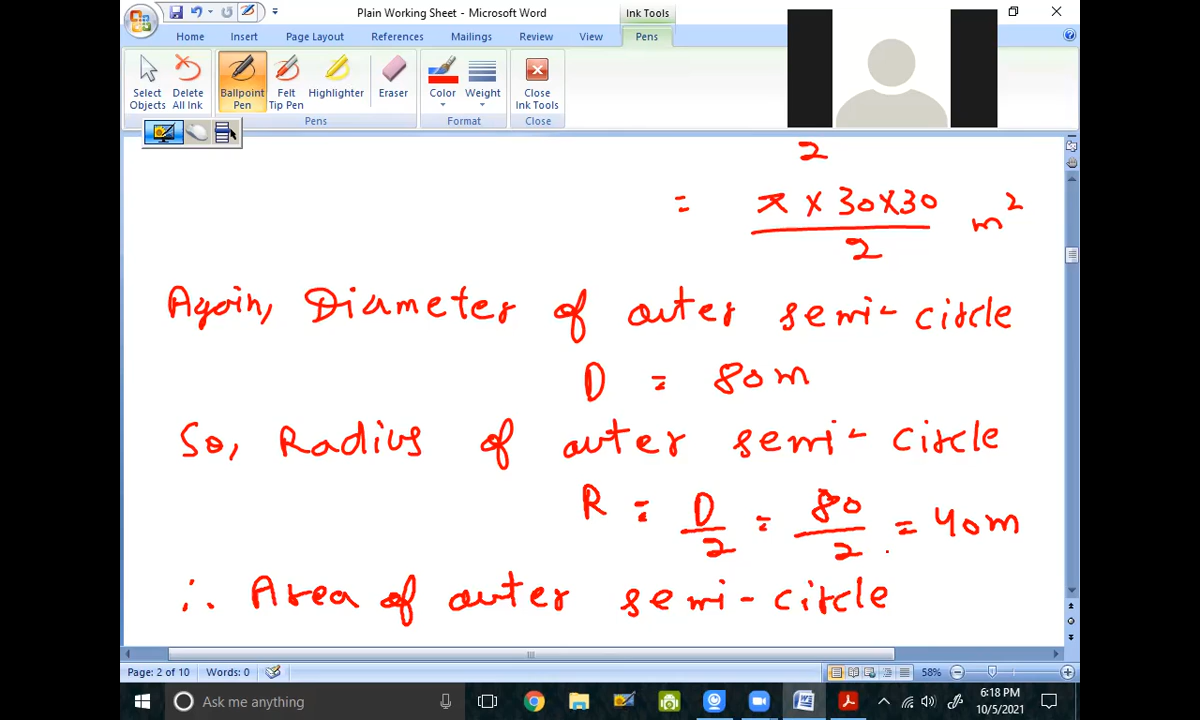 Plain Working Sheet - Microsoft Word
Ink Tools
Home Insert Page Layout References Mailings Review View Pens
Select Objects
Delete All Ink
Ballpoint Pen
Felt Tip Pen
Highlighter
Eraser
Color
Weight
Close Ink Tools
Pens Format Close
2
= π × 30×30 m²
2
Again, Diameter of outer semi-circle
D = 80m
So, Radius of outer semi-circle
R = D/2 = 80/2 = 40m
∴ Area of outer semi-circle
Page: 2 of 10 Words: 0 58%
Ask me anything
6:18 PM
10/5/2021